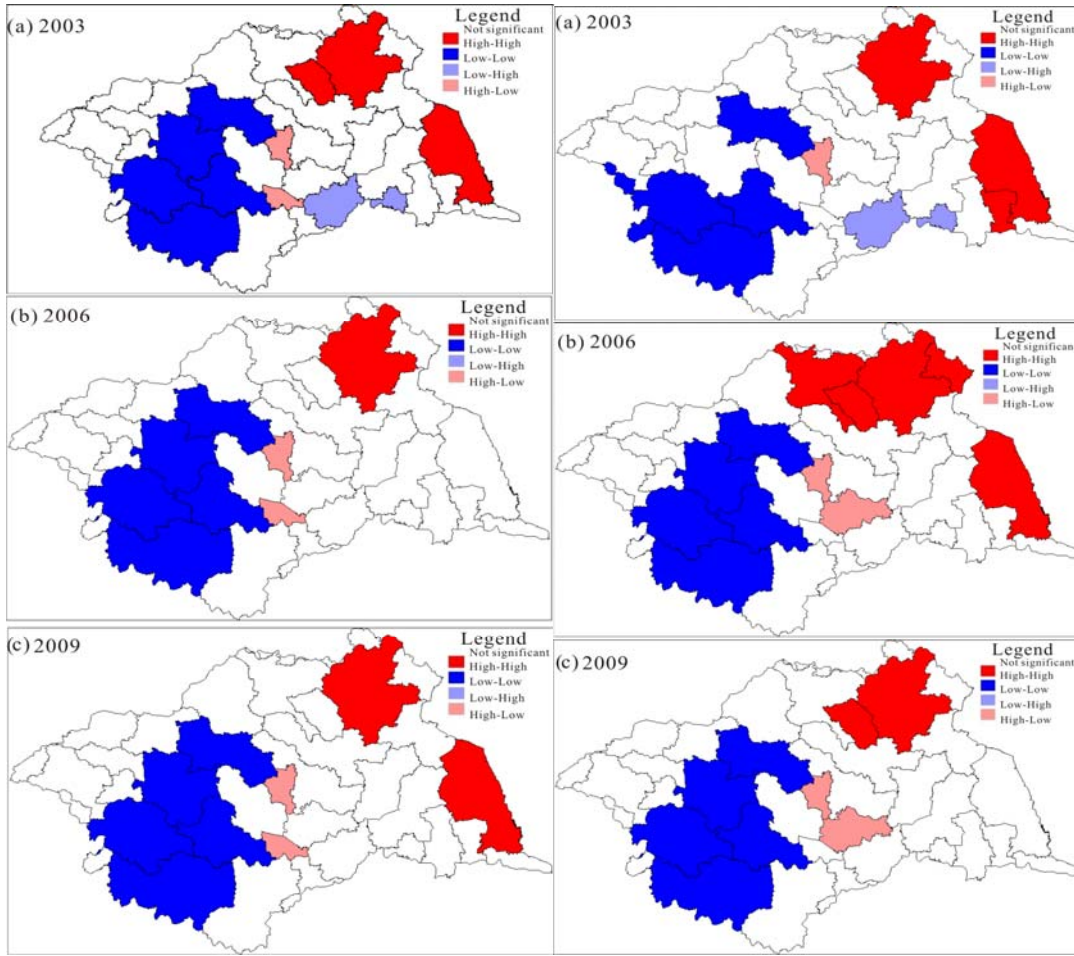 (a) 2003
Legend
Not significant
High-High
Low-Low
Low-High
High-Low
(a) 2003
Legend
Not significant
High-High
Low-Low
Low-High
High-Low
(b) 2006
Legend
Not significant
High-High
Low-Low
Low-High
High-Low
(b) 2006
Legend
Not significant
High-High
Low-Low
Low-High
High-Low
(c) 2009
Legend
Not significant
High-High
Low-Low
Low-High
High-Low
(c) 2009
Legend
Not significant
High-High
Low-Low
Low-High
High-Low